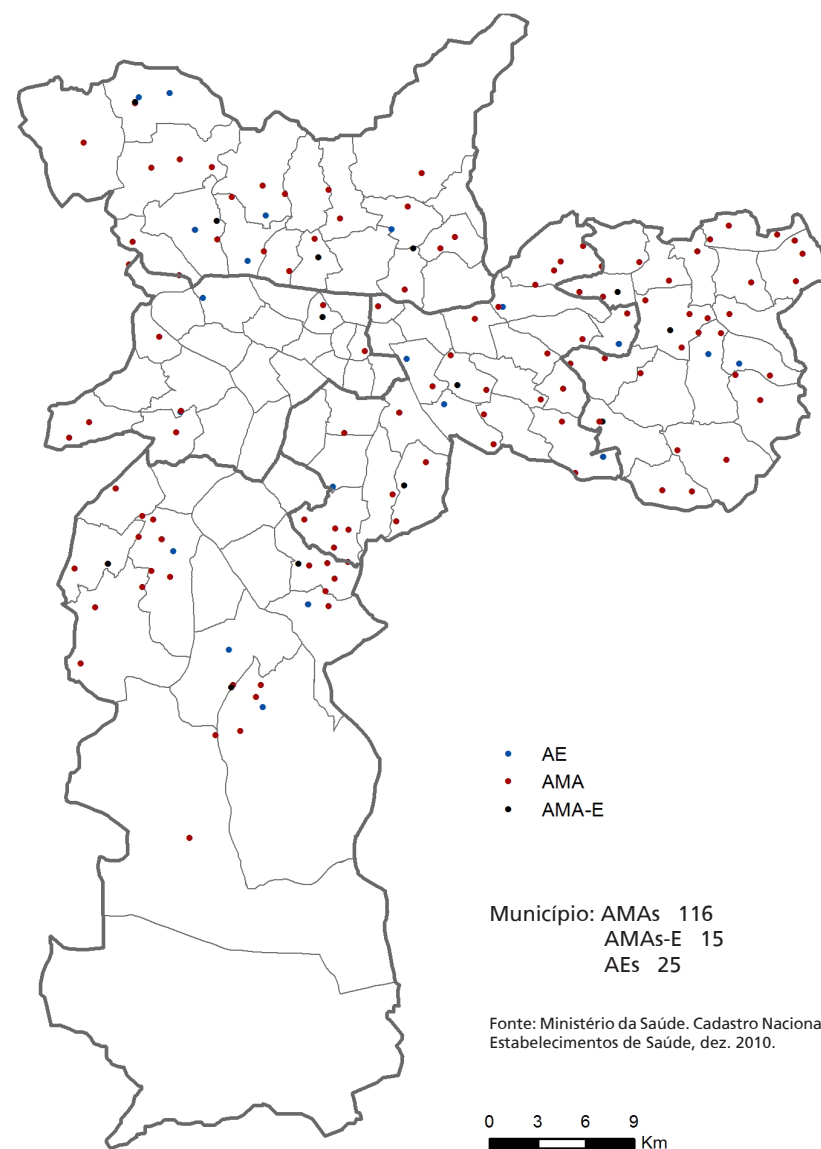 AE
AMA
AMA-E
Município: AMAs 116
AMAs-E 15
AEs 25
Fonte: Ministério da Saúde. Cadastro Naciona
Estabelecimentos de Saúde, dez. 2010.
0 3 6 9
Km